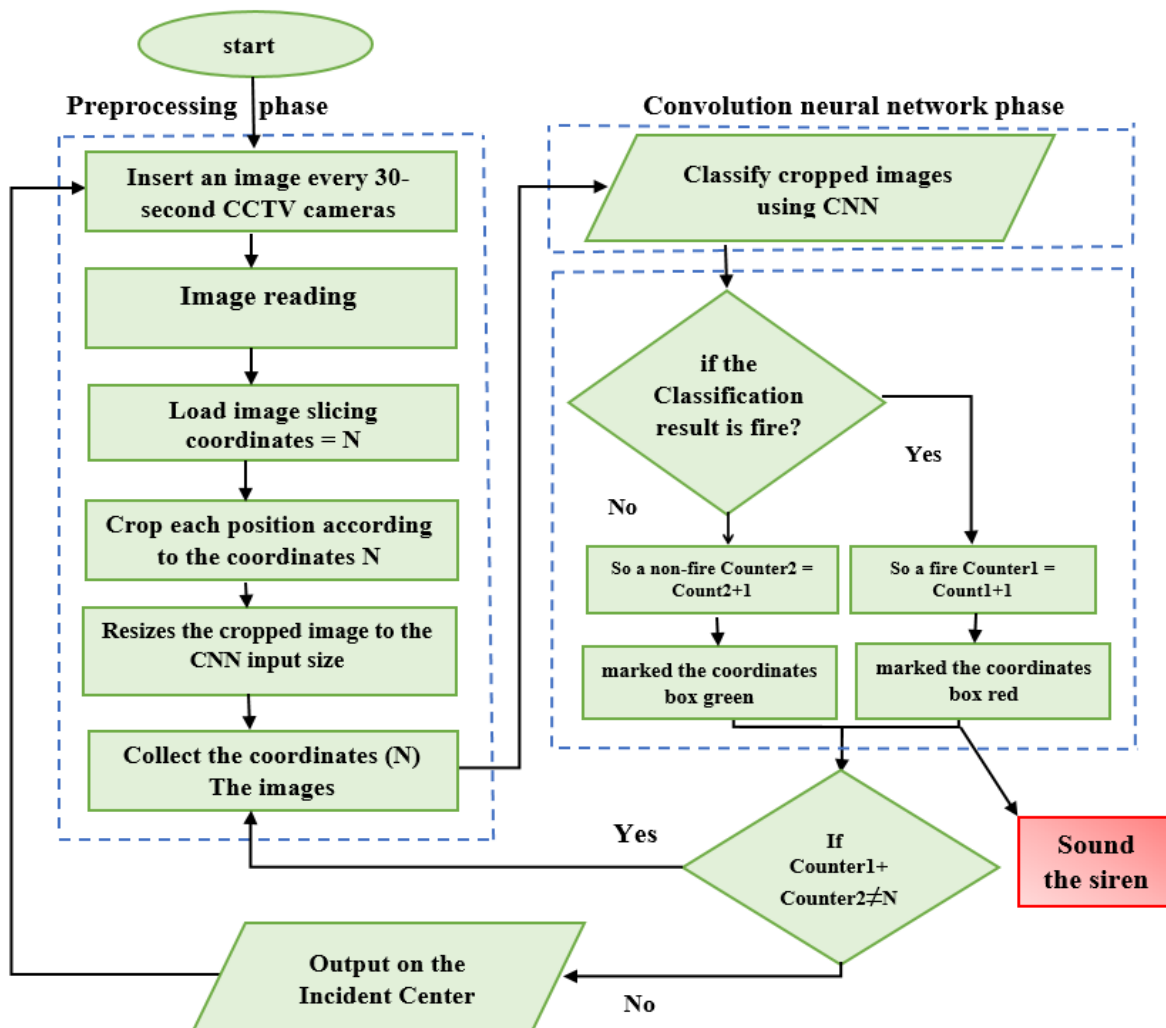 start
Preprocessing phase
Insert an image every 30-
second CCTV cameras
Image reading
Load image slicing
coordinates = N
Crop each position according
to the coordinates N
Resizes the cropped image to the
CNN input size
Collect the coordinates (N)
The images
Convolution neural network phase
Classify cropped images
using CNN
if the
Classification
result is fire?
No
Yes
So a non-fire Counter2 =
Count2+1
So a fire Counter1 =
Count1+1
marked the coordinates
box green
marked the coordinates
box red
If
Counter1+
Counter2≠N
Yes
No
Sound
the siren
Output on the
Incident Center